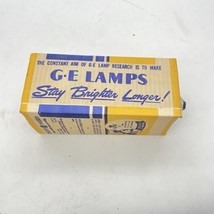 THE CONSTANT AIM OF G-E LAMP RESEARCH IS TO MAKE
G·E LAMPS
Stay Brighter Longer!